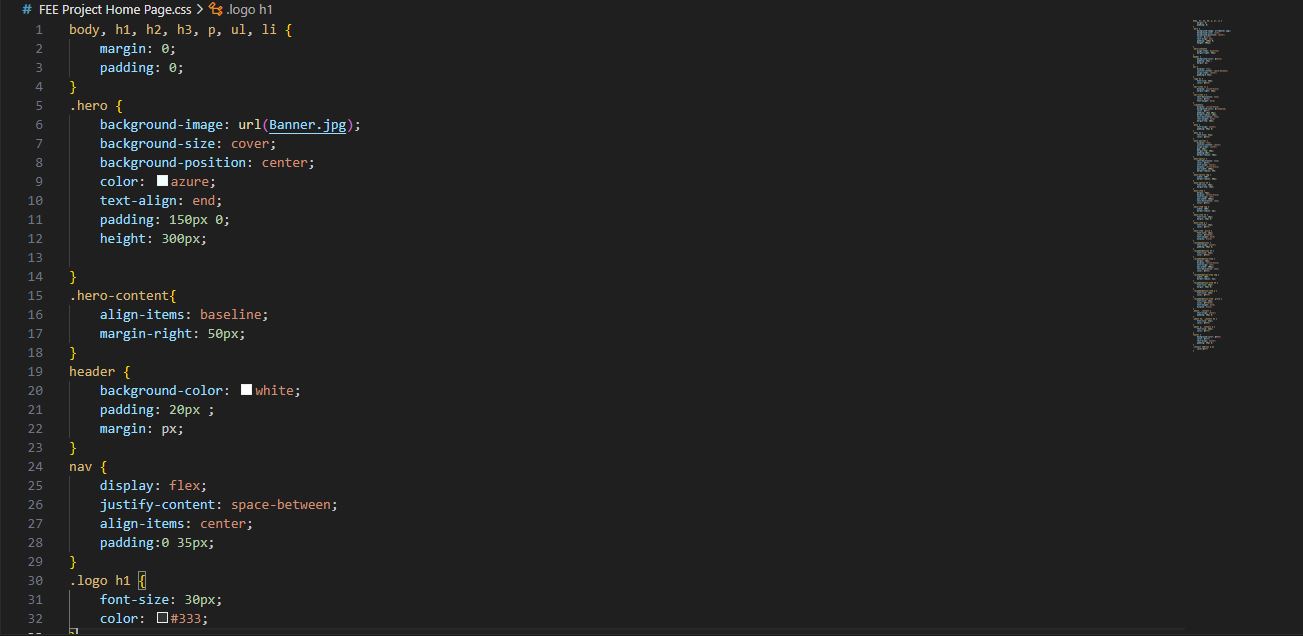 # FEE Project Home Page.css > .logo h1
1 body, h1, h2, h3, p, ul, li {
2 margin: 0;
3 padding: 0;
4 }
5 .hero {
6 background-image: url(Banner.jpg);
7 background-size: cover;
8 background-position: center;
9 color: azure;
10 text-align: end;
11 padding: 150px 0;
12 height: 300px;
13
14 }
15 .hero-content{
16 align-items: baseline;
17 margin-right: 50px;
18 }
19 header {
20 background-color: white;
21 padding: 20px ;
22 margin: px;
23 }
24 nav {
25 display: flex;
26 justify-content: space-between;
27 align-items: center;
28 padding:0 35px;
29 }
30 .logo h1 {
31 font-size: 30px;
32 color: #333;